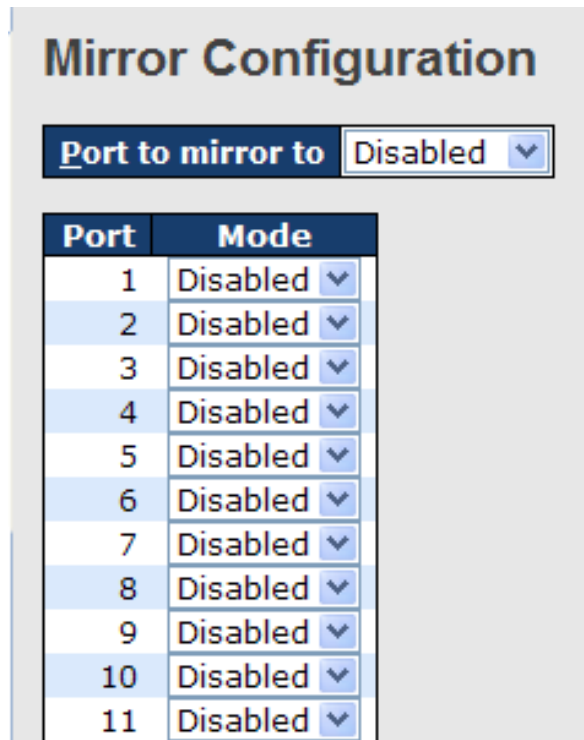 Mirror Configuration
Port to mirror to Disabled
Port Mode
1 Disabled
2 Disabled
3 Disabled
4 Disabled
5 Disabled
6 Disabled
7 Disabled
8 Disabled
9 Disabled
10 Disabled
11 Disabled